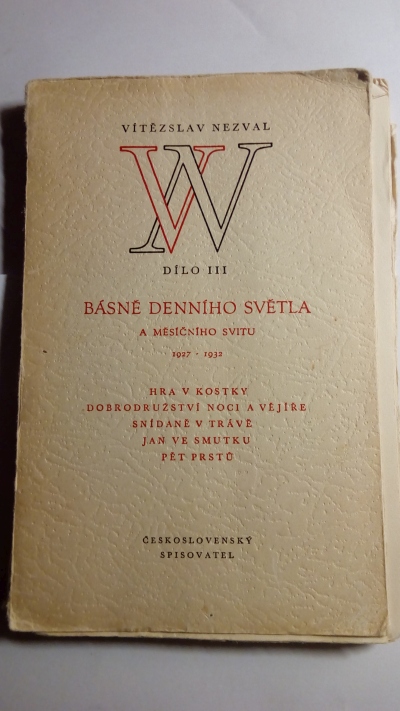 VÍTĚZSLAV NEZVAL
VN
DÍLO III
BÁSNĚ DENNÍHO SVĚTLA
A MĚSÍČNÍHO SVITU
1927 - 1932
HRA V KOSTKY
DOBRODRUŽSTVÍ NOCI A VĚJÍŘE
SNÍDANĚ V TRÁVĚ
JAN VE SMUTKU
PĚT PRSTŮ
ČESKOSLOVENSKÝ
SPISOVATEL